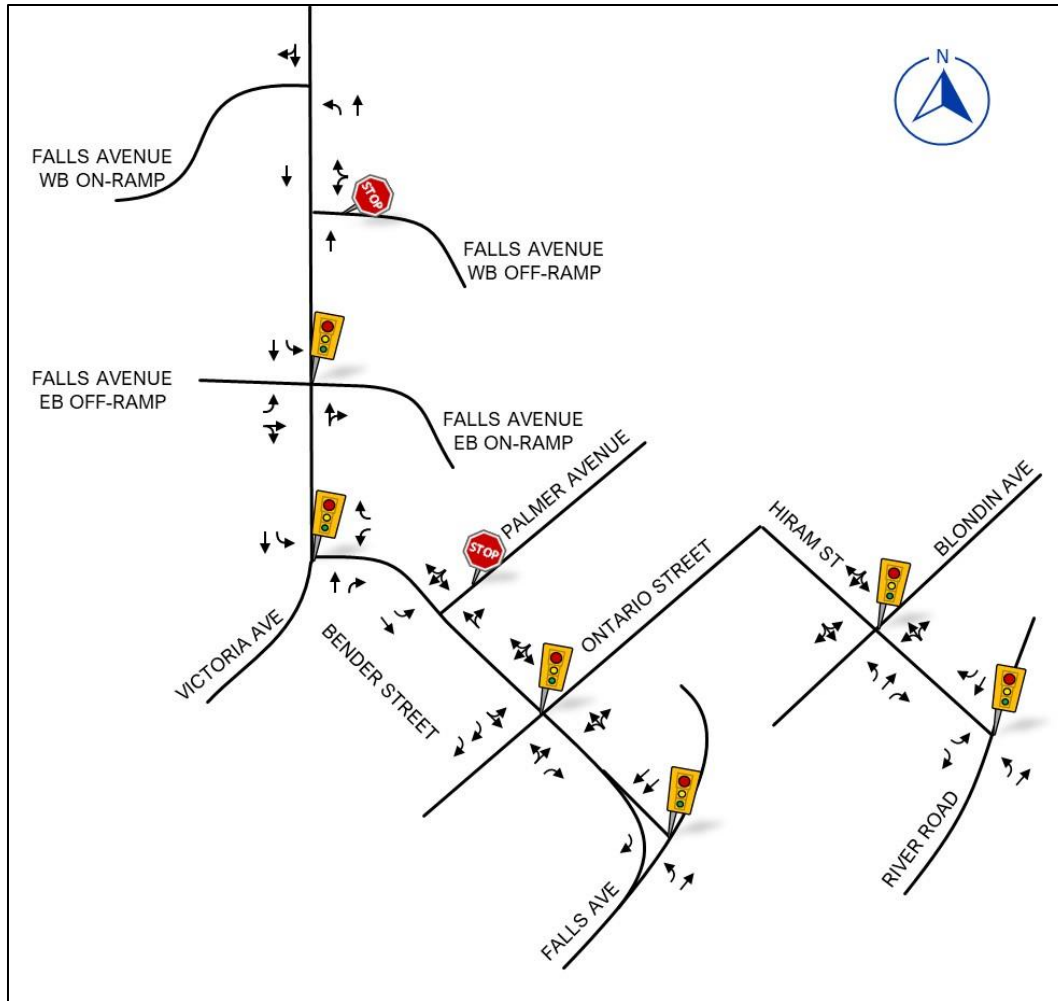 N
FALLS AVENUE
WB ON-RAMP
STOP
FALLS AVENUE
WB OFF-RAMP
FALLS AVENUE
EB OFF-RAMP
FALLS AVENUE
EB ON-RAMP
PALMER AVENUE
STOP
HIRAM ST
BLONDIN AVE
ONTARIO STREET
VICTORIA AVE
BENDER STREET
RIVER ROAD
FALLS AVE